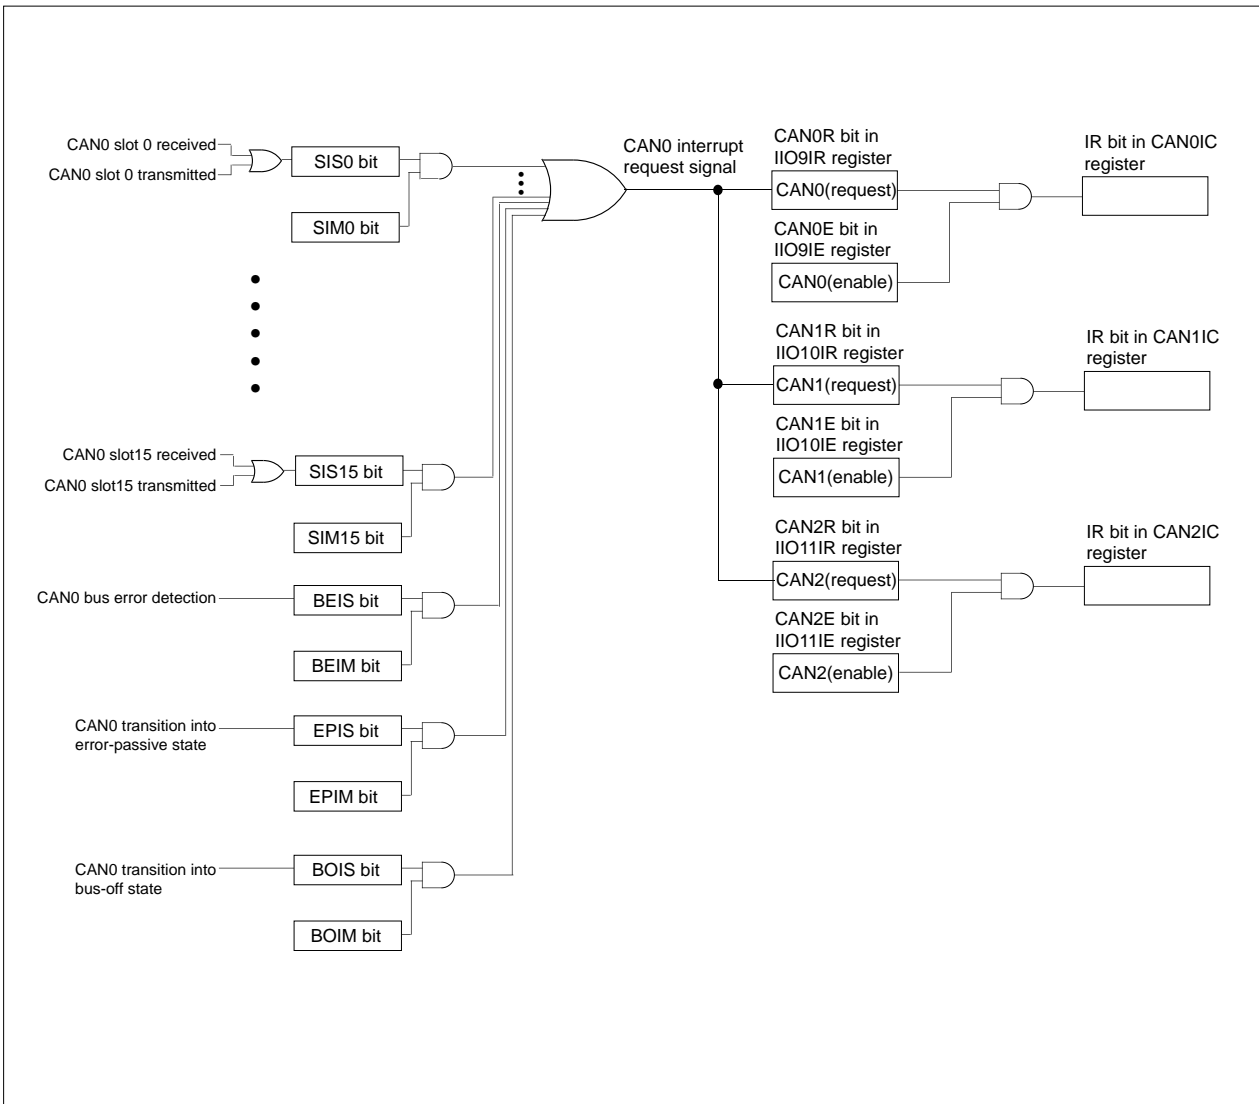 CAN0 slot 0 received
CAN0 slot 0 transmitted
SIS0 bit
SIM0 bit
CAN0 slot15 received
CAN0 slot15 transmitted
SIS15 bit
SIM15 bit
CAN0 bus error detection
BEIS bit
BEIM bit
CAN0 transition into
error-passive state
EPIS bit
EPIM bit
CAN0 transition into
bus-off state
BOIS bit
BOIM bit
CAN0 interrupt
request signal
CAN0R bit in
IIO9IR register
CAN0(request)
CAN0E bit in
IIO9IE register
CAN0(enable)
IR bit in CAN0IC
register
CAN1R bit in
IIO10IR register
CAN1(request)
CAN1E bit in
IIO10IE register
CAN1(enable)
IR bit in CAN1IC
register
CAN2R bit in
IIO11IR register
CAN2(request)
CAN2E bit in
IIO11IE register
CAN2(enable)
IR bit in CAN2IC
register